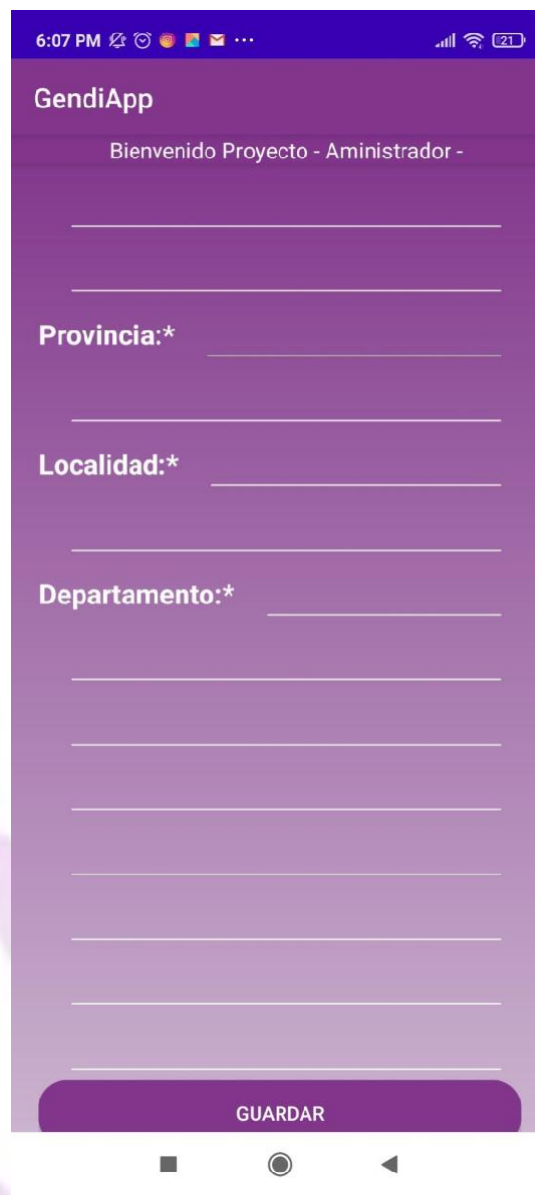 6:07 PM
21
GendiApp
Bienvenido Proyecto - Aministrador -
Provincia:*
Localidad:*
Departamento:*
GUARDAR